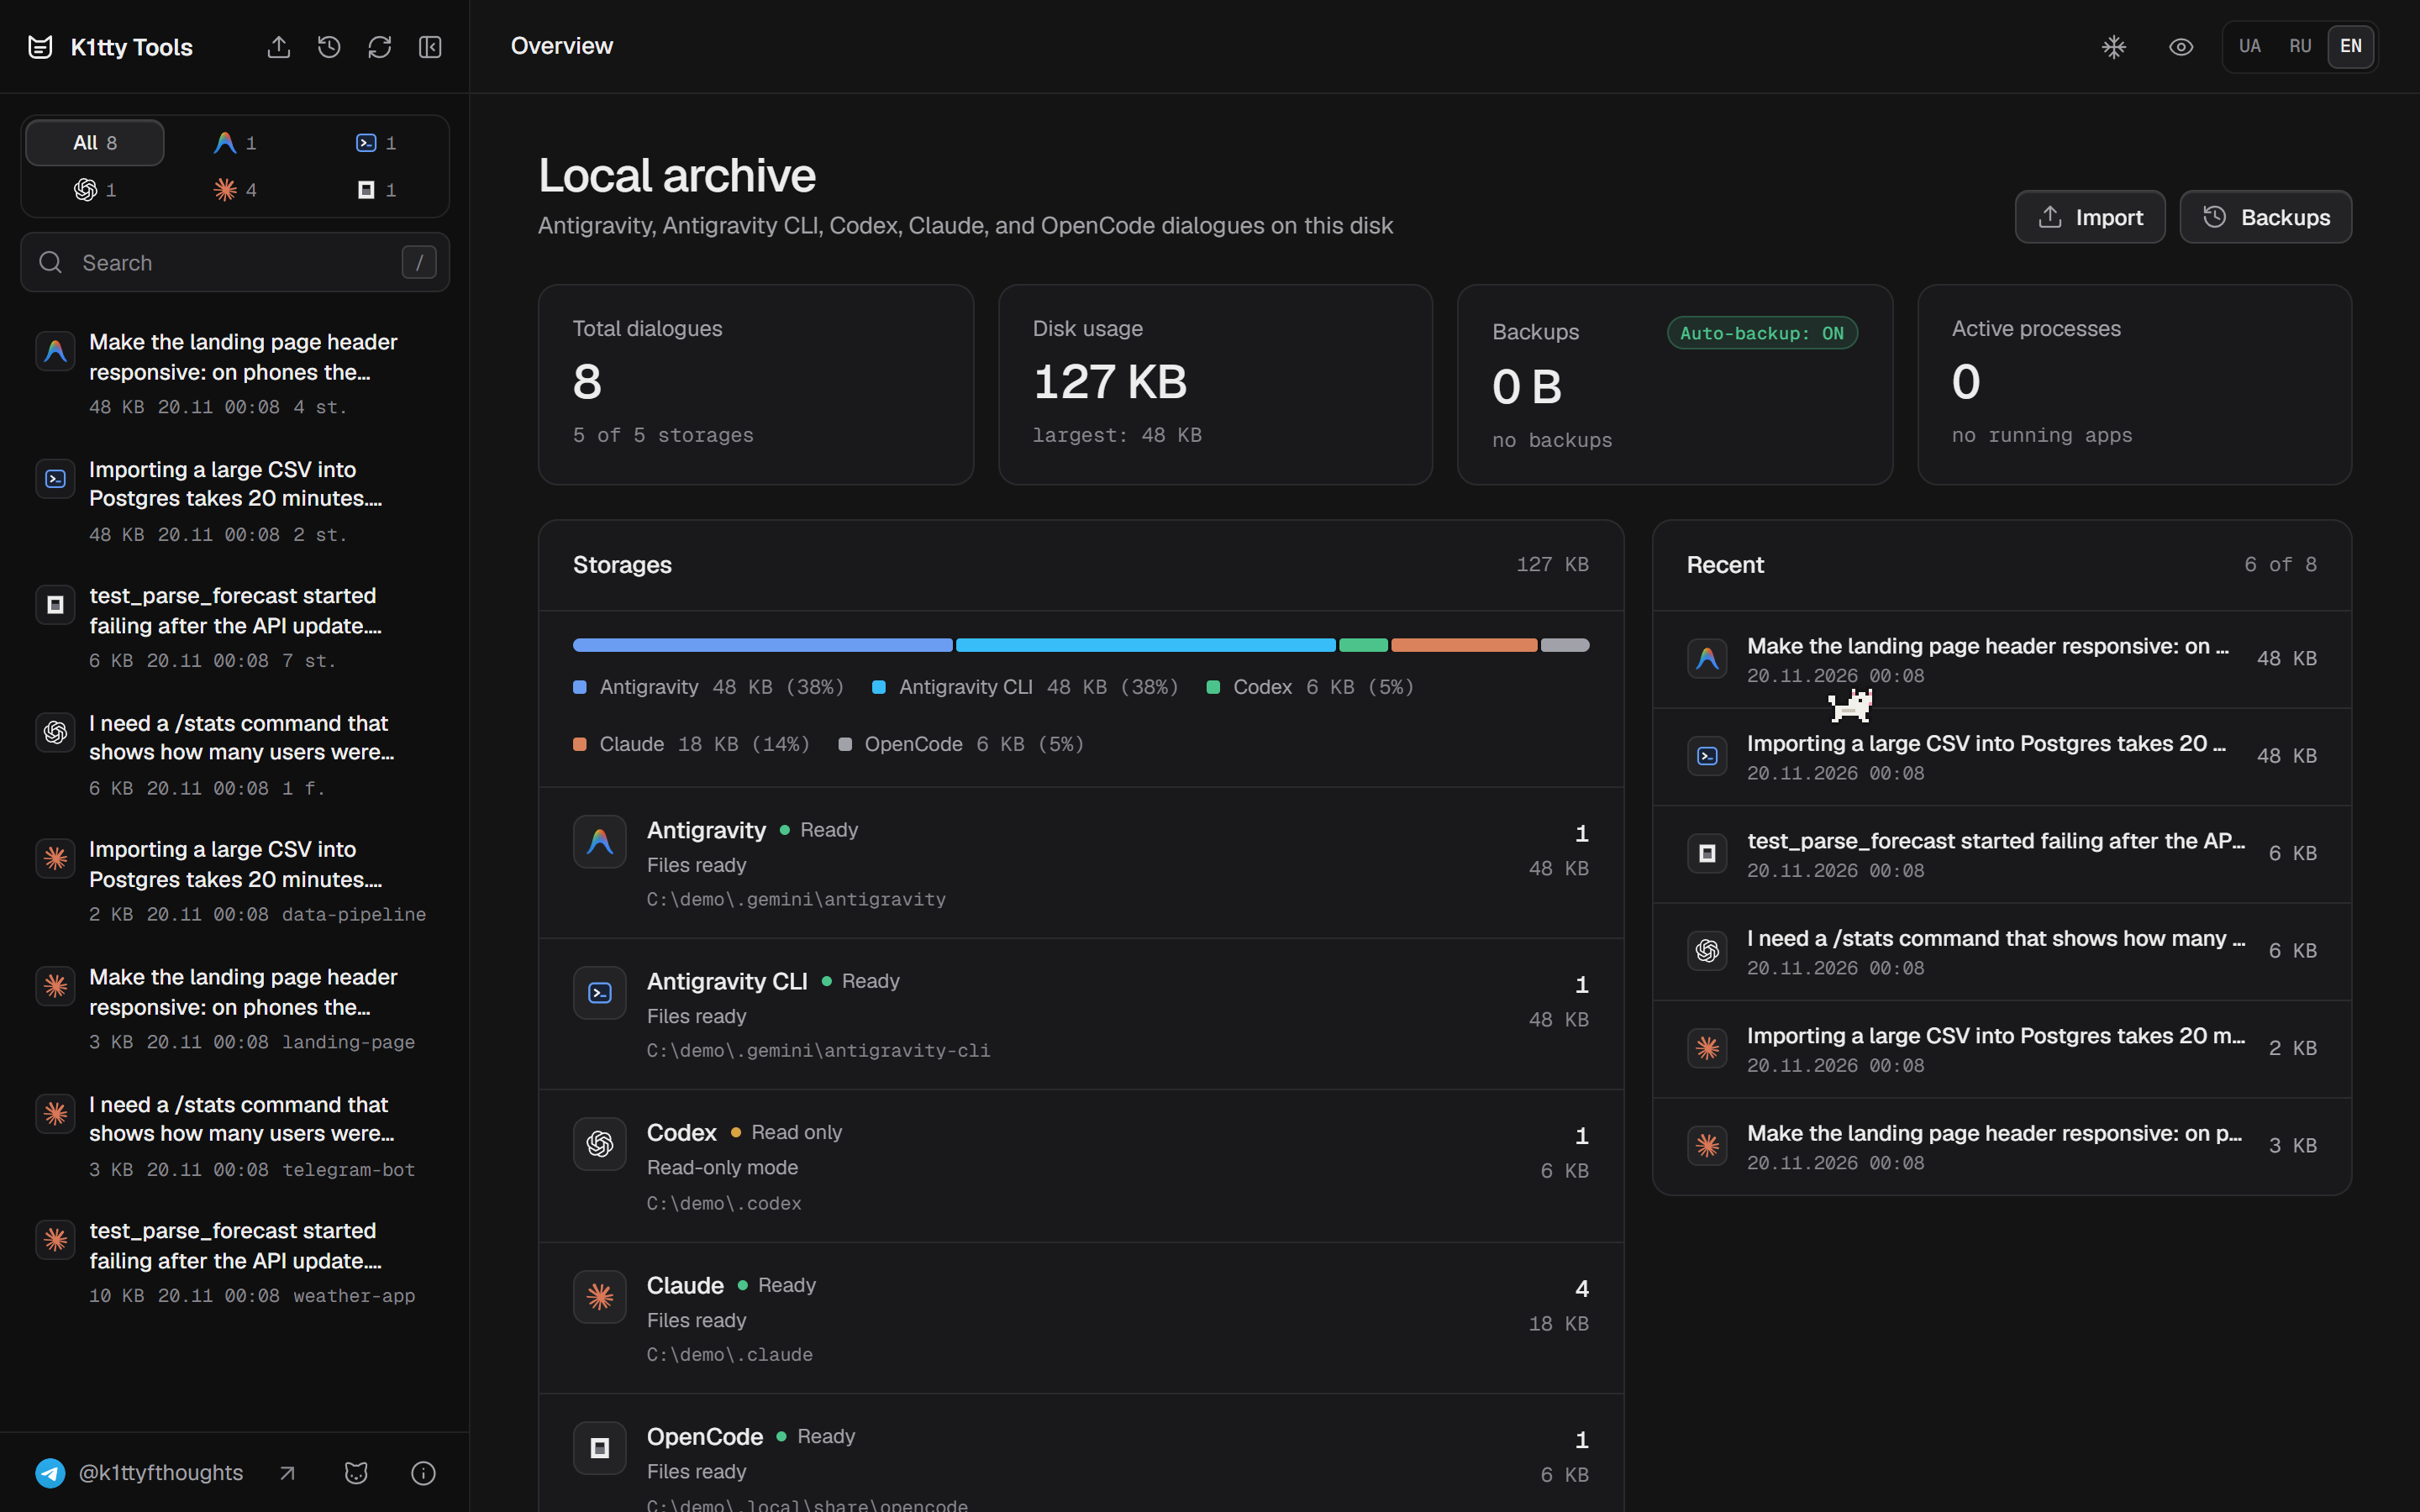 K1tty Tools
All 8
1
1
1
4
1
Search /
Make the landing page header
responsive: on phones the...
48 KB 20.11 00:08 4 st.
Importing a large CSV into
Postgres takes 20 minutes....
48 KB 20.11 00:08 2 st.
test_parse_forecast started
failing after the API update....
6 KB 20.11 00:08 7 st.
I need a /stats command that
shows how many users were...
6 KB 20.11 00:08 1 f.
Importing a large CSV into
Postgres takes 20 minutes....
2 KB 20.11 00:08 data-pipeline
Make the landing page header
responsive: on phones the...
3 KB 20.11 00:08 landing-page
I need a /stats command that
shows how many users were...
3 KB 20.11 00:08 telegram-bot
test_parse_forecast started
failing after the API update....
10 KB 20.11 00:08 weather-app
@k1ttyfthoughts
Overview
UA RU EN
Local archive
Antigravity, Antigravity CLI, Codex, Claude, and OpenCode dialogues on this disk
Import
Backups
Total dialogues
8
5 of 5 storages
Disk usage
127 KB
largest: 48 KB
Backups
Auto-backup: ON
0 B
no backups
Active processes
0
no running apps
Storages 127 KB
Antigravity 48 KB (38%) Antigravity CLI 48 KB (38%) Codex 6 KB (5%)
Claude 18 KB (14%) OpenCode 6 KB (5%)
Antigravity Ready 1
Files ready 48 KB
C:\demo\.gemini\antigravity
Antigravity CLI Ready 1
Files ready 48 KB
C:\demo\.gemini\antigravity-cli
Codex Read only 1
Read-only mode 6 KB
C:\demo\.codex
Claude Ready 4
Files ready 18 KB
C:\demo\.claude
OpenCode Ready 1
Files ready 6 KB
C:\demo\.local\share\opencode
Recent 6 of 8
Make the landing page header responsive: on ... 48 KB
20.11.2026 00:08
Importing a large CSV into Postgres takes 20 ... 48 KB
20.11.2026 00:08
test_parse_forecast started failing after the AP... 6 KB
20.11.2026 00:08
I need a /stats command that shows how many ... 6 KB
20.11.2026 00:08
Importing a large CSV into Postgres takes 20 m... 2 KB
20.11.2026 00:08
Make the landing page header responsive: on p... 3 KB
20.11.2026 00:08